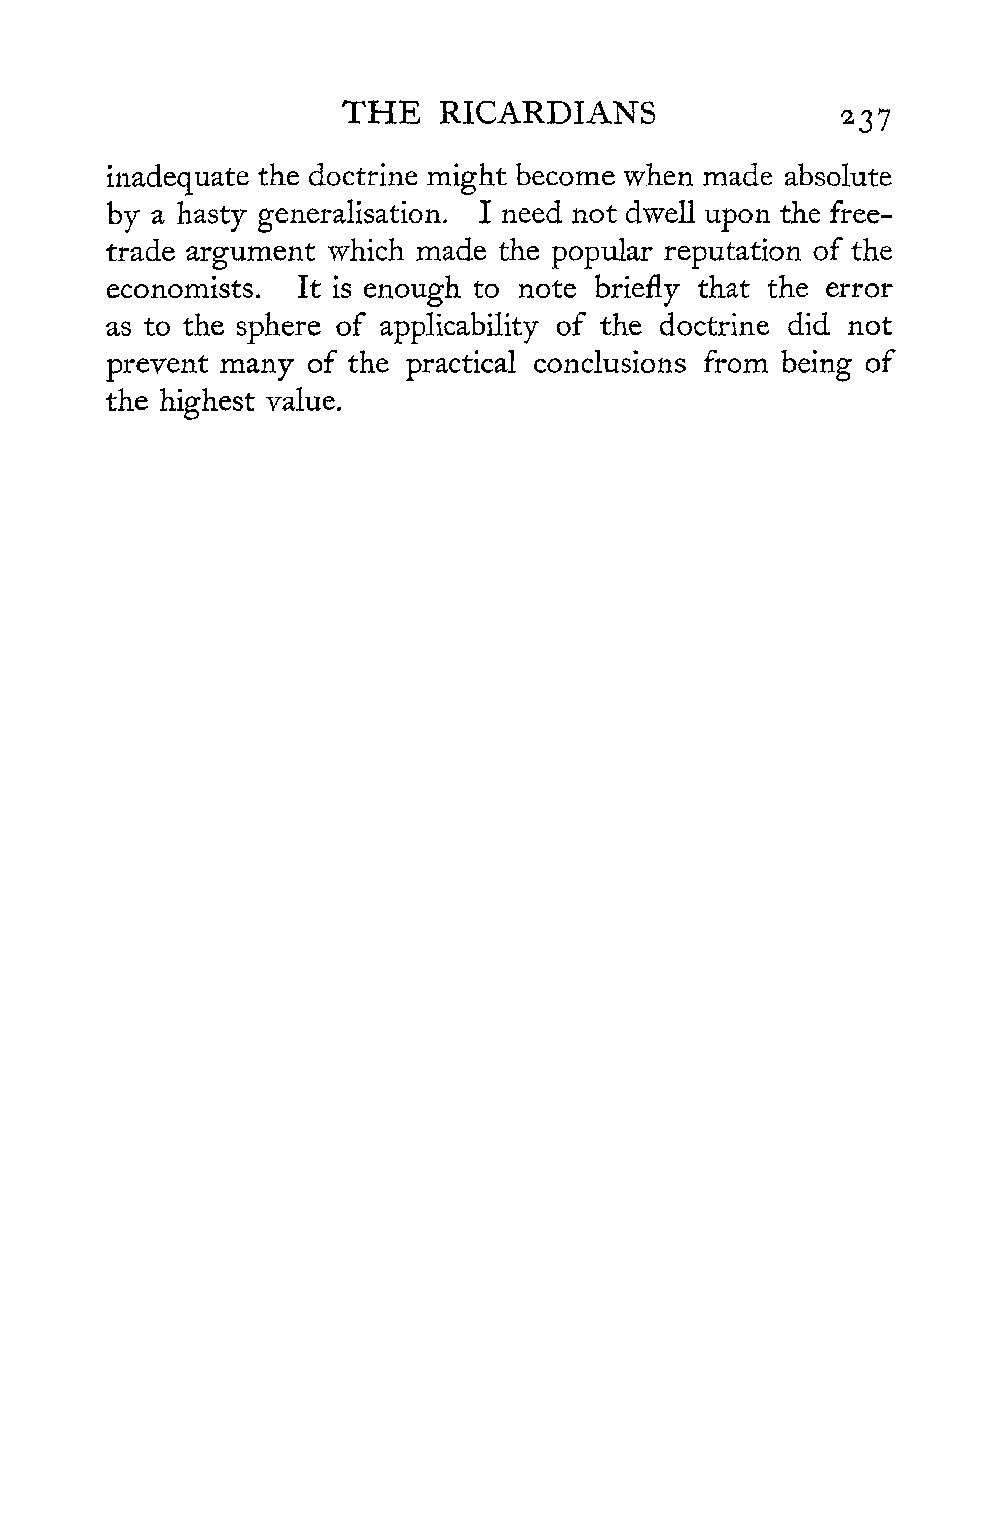 THE RICARDIANS 237
inadequate the doctrine might become when made absolute
by a hasty generalisation. I need not dwell upon the free-
trade argument which made the popular reputation of the
economists. It is enough to note briefly that the error
as to the sphere of applicability of the doctrine did not
prevent many of the practical conclusions from being of
the highest value.